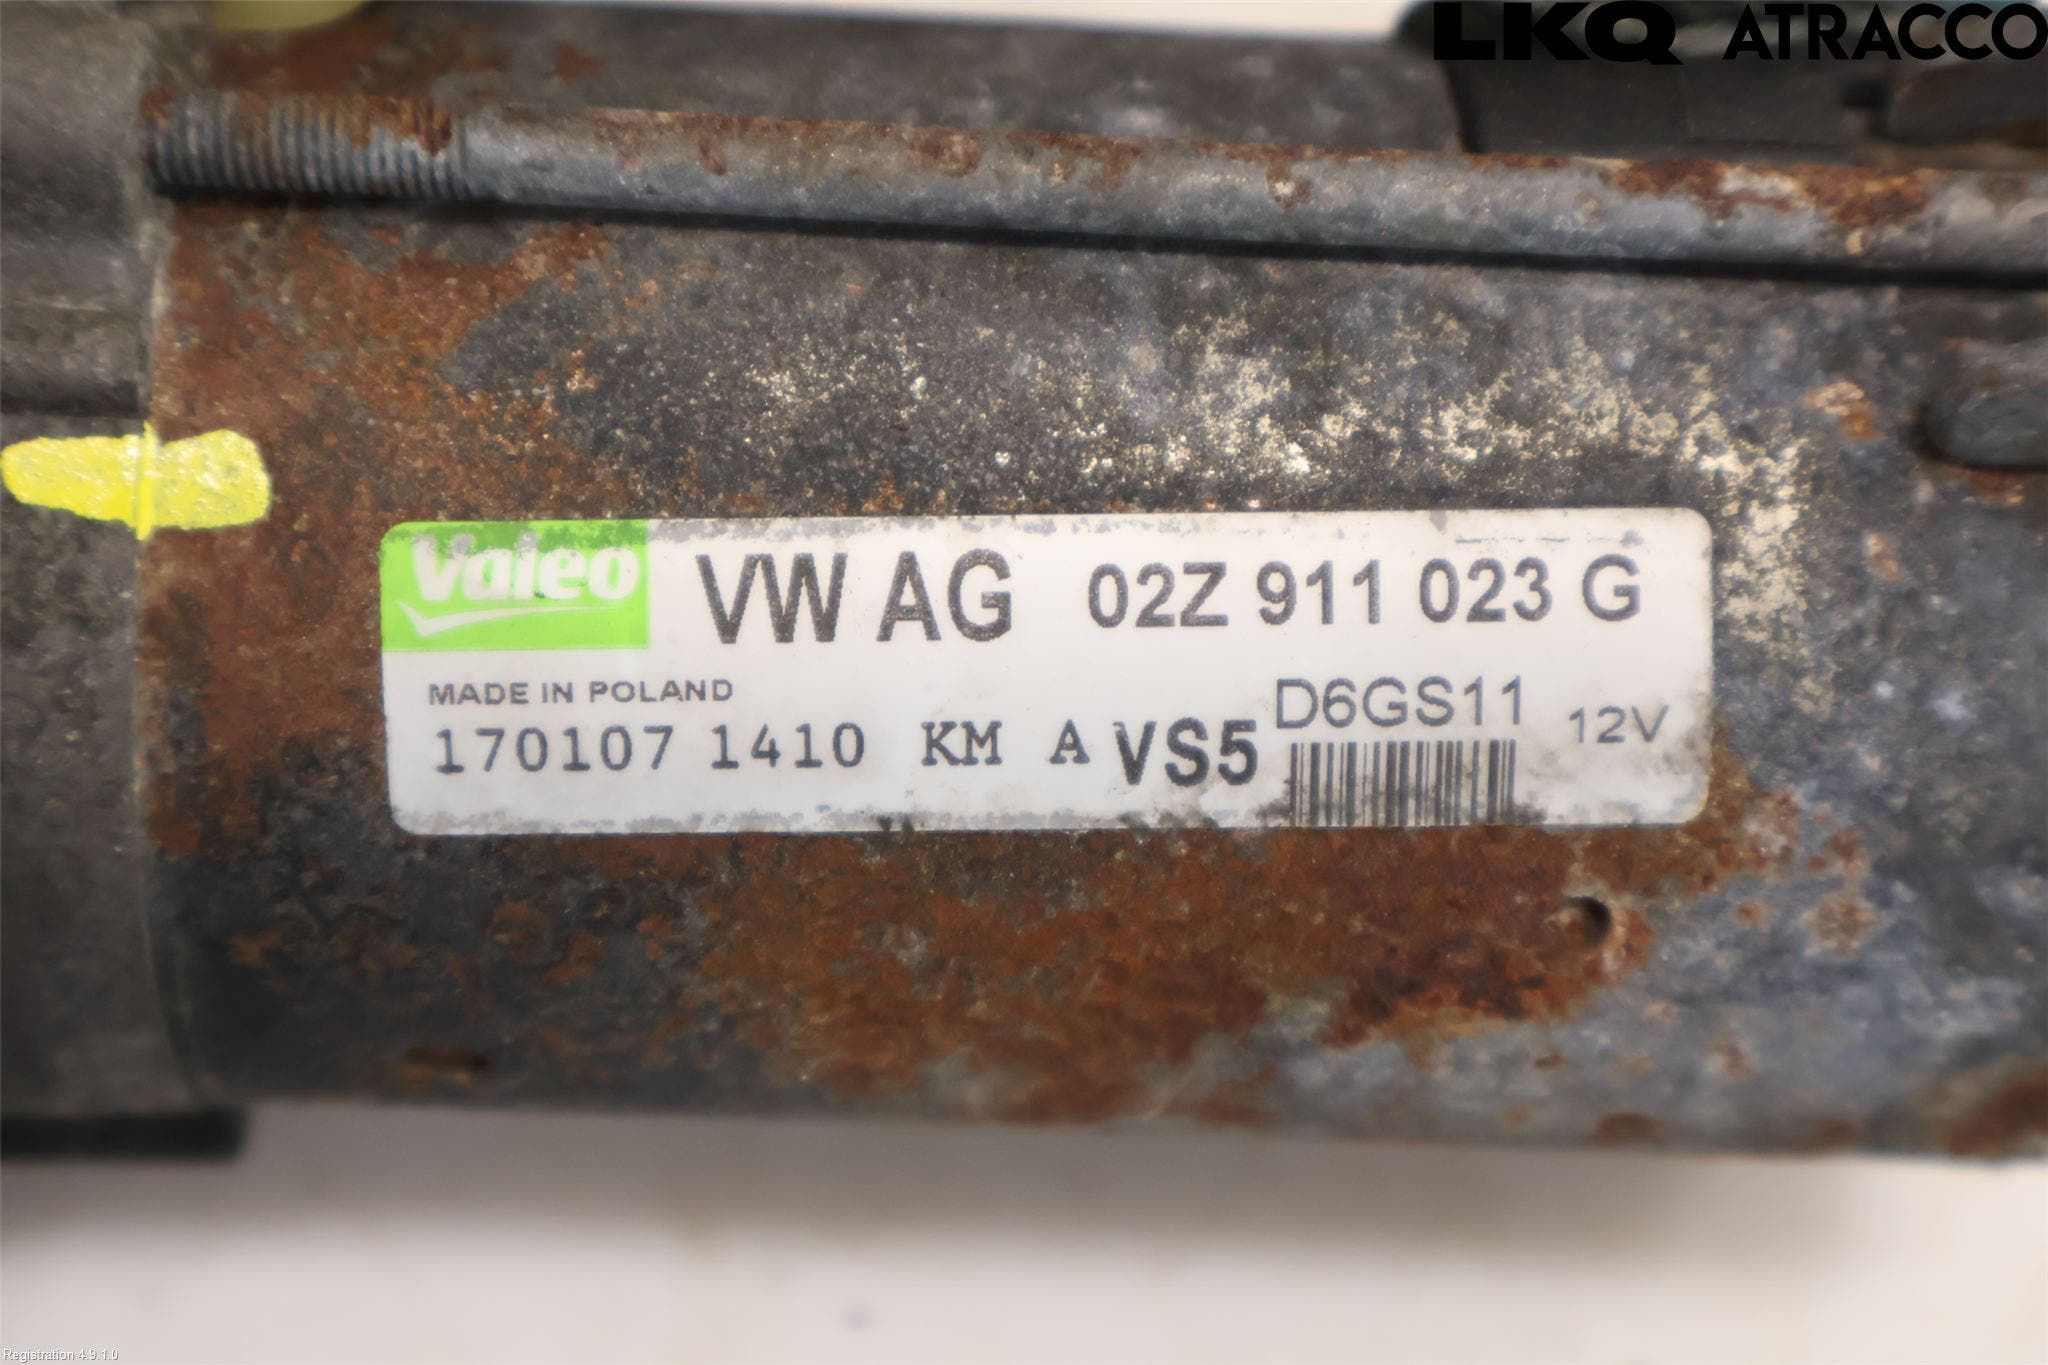 LKQ ATRACCO
Valeo VW AG 02Z 911 023 G
MADE IN POLAND
170107 1410 KM A VS5 D6GS11 12V
Registration 4.9.1.0